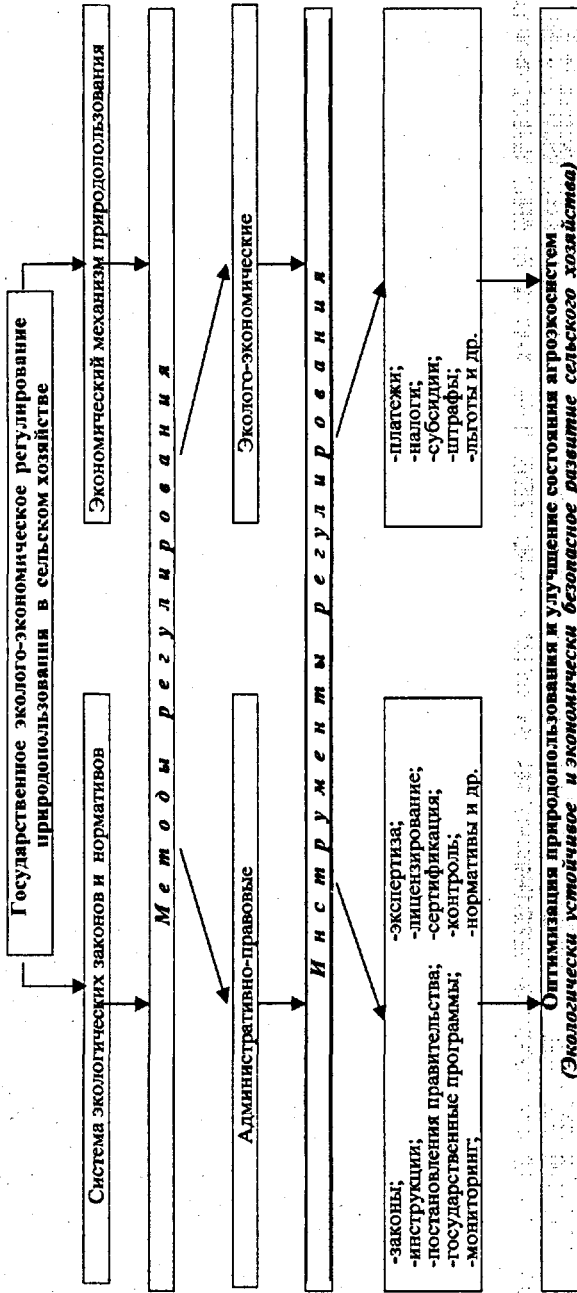 Государственное эколого-экономическое регулирование
природопользования в сельском хозяйстве
Система экологических законов и нормативов
Экономический механизм природопользования
Методы регулирования
Административно-правовые
Эколого-экономические
Инструменты регулирования
-законы;
-инструкции;
-постановления правительства;
-государственные программы;
-мониторинг;
-экспертиза;
-лицензирование;
-сертификация;
-контроль;
-нормативы и др.
-платежи;
-налоги;
-субсидии;
-штрафы;
-льготы и др.
Оптимизация природопользования и улучшение состояния агроэкосистем
(Экологически устойчивое и экономически безопасное развитие сельского хозяйства)